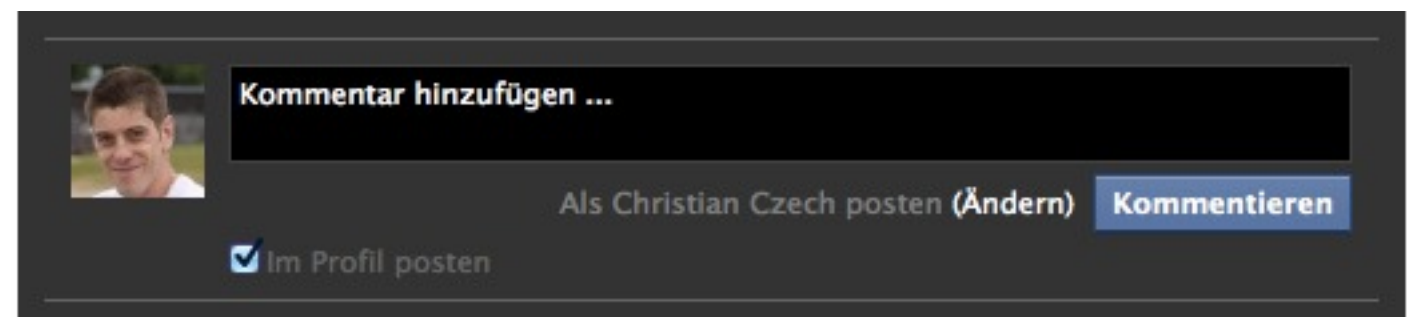 Kommentar hinzufügen ...
Als Christian Czech posten (Ändern) Kommentieren
Im Profil posten